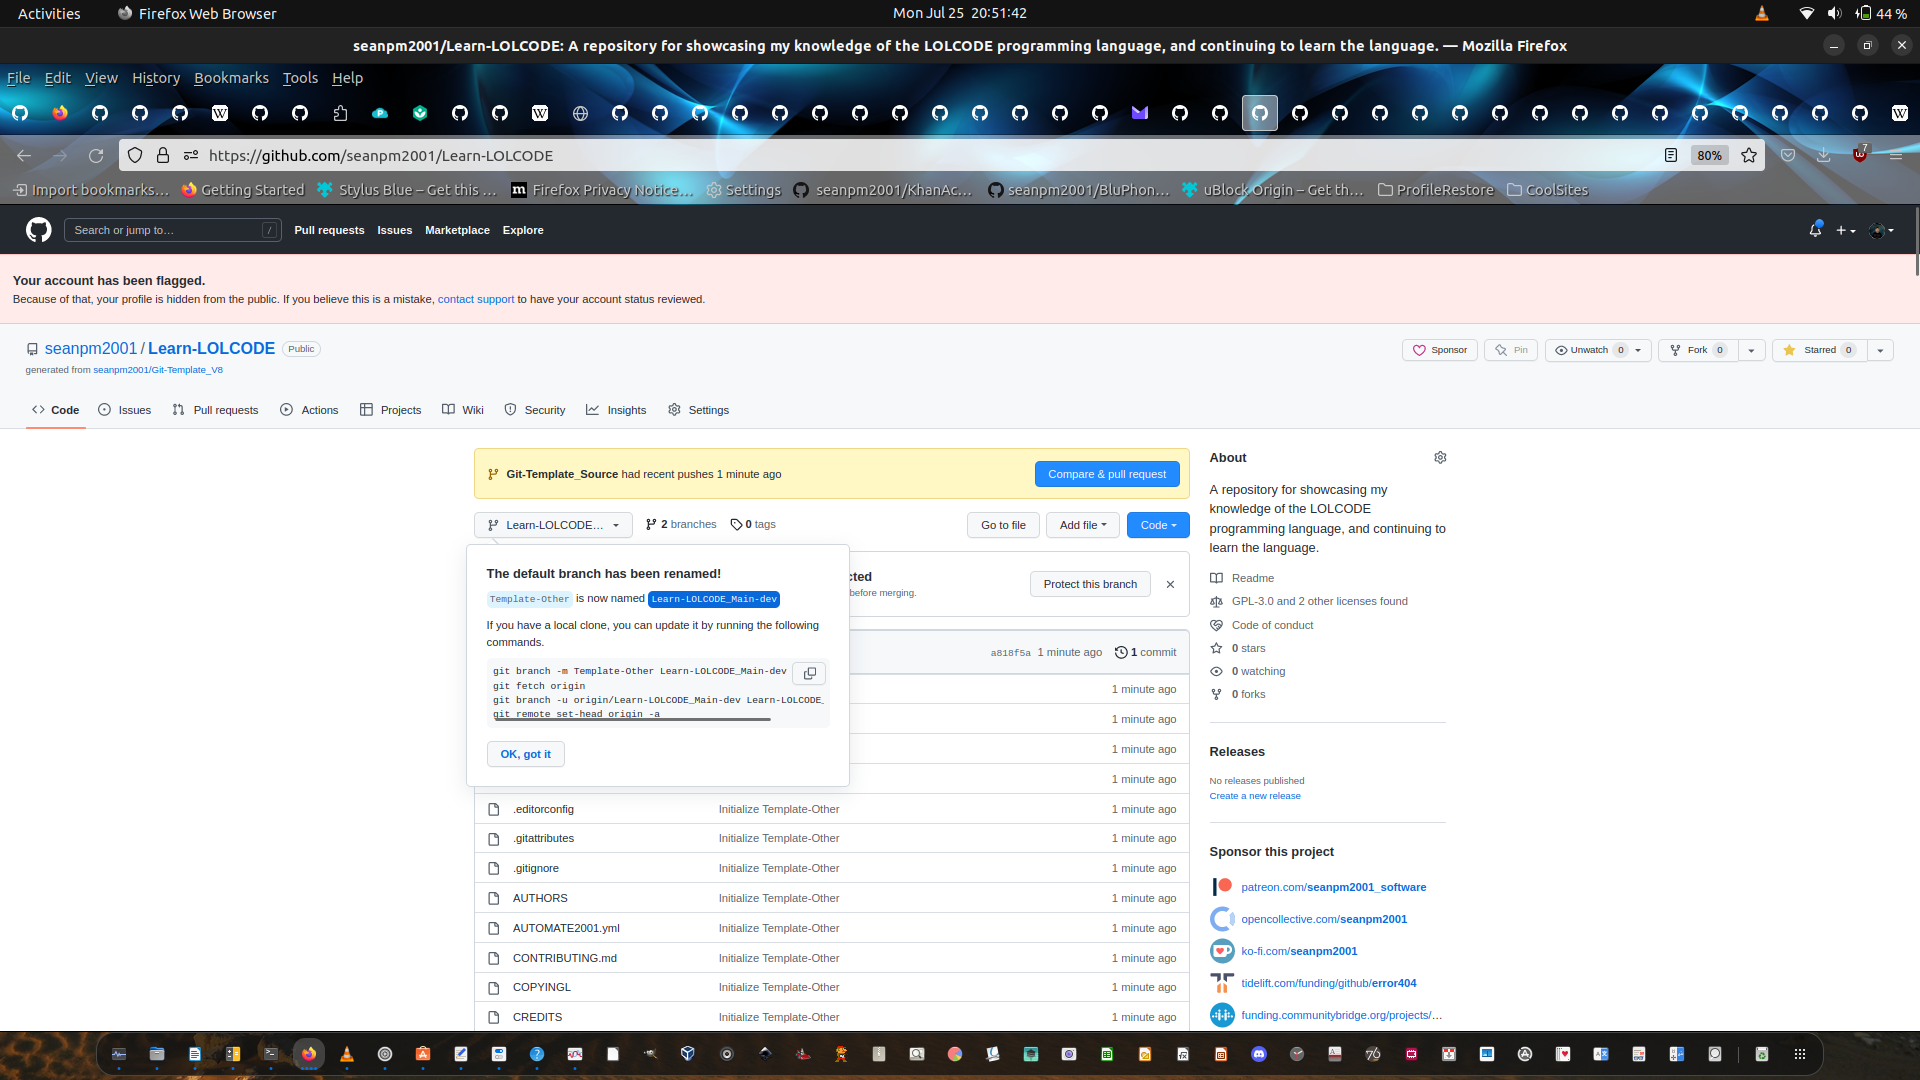 Activities
Firefox Web Browser
Mon Jul 25 20:51:42
44 %
seanpm2001/Learn-LOLCODE: A repository for showcasing my knowledge of the LOLCODE programming language, and continuing to learn the language. — Mozilla Firefox
File Edit View History Bookmarks Tools Help
https://github.com/seanpm2001/Learn-LOLCODE
80%
7
Import bookmarks...
Getting Started
Stylus Blue – Get this ...
Firefox Privacy Notice...
Settings
seanpm2001/KhanAc...
seanpm2001/BluPhon...
uBlock Origin – Get th...
ProfileRestore
CoolSites
Search or jump to...
/
Pull requests
Issues
Marketplace
Explore
Your account has been flagged.
Because of that, your profile is hidden from the public. If you believe this is a mistake, contact support to have your account status reviewed.
seanpm2001 / Learn-LOLCODE
Public
generated from seanpm2001/Git-Template_V8
Sponsor
Pin
Unwatch 0
Fork 0
Starred 0
Code
Issues
Pull requests
Actions
Projects
Wiki
Security
Insights
Settings
Git-Template_Source had recent pushes 1 minute ago
Compare & pull request
Learn-LOLCODE...
2 branches
0 tags
Go to file
Add file
Code
The default branch has been renamed!
Template-Other is now named Learn-LOLCODE_Main-dev
If you have a local clone, you can update it by running the following
commands.
git branch -m Template-Other Learn-LOLCODE_Main-dev
git fetch origin
git branch -u origin/Learn-LOLCODE_Main-dev Learn-LOLCODE_
git remote set-head origin -a
OK, got it
cted
before merging.
Protect this branch
a818f5a 1 minute ago
1 commit
1 minute ago
1 minute ago
1 minute ago
1 minute ago
.editorconfig Initialize Template-Other 1 minute ago
.gitattributes Initialize Template-Other 1 minute ago
.gitignore Initialize Template-Other 1 minute ago
AUTHORS Initialize Template-Other 1 minute ago
AUTOMATE2001.yml Initialize Template-Other 1 minute ago
CONTRIBUTING.md Initialize Template-Other 1 minute ago
COPYINGL Initialize Template-Other 1 minute ago
CREDITS Initialize Template-Other 1 minute ago
About
A repository for showcasing my
knowledge of the LOLCODE
programming language, and continuing to
learn the language.
Readme
GPL-3.0 and 2 other licenses found
Code of conduct
0 stars
0 watching
0 forks
Releases
No releases published
Create a new release
Sponsor this project
patreon.com/seanpm2001_software
opencollective.com/seanpm2001
ko-fi.com/seanpm2001
tidelift.com/funding/github/error404
funding.communitybridge.org/projects/...